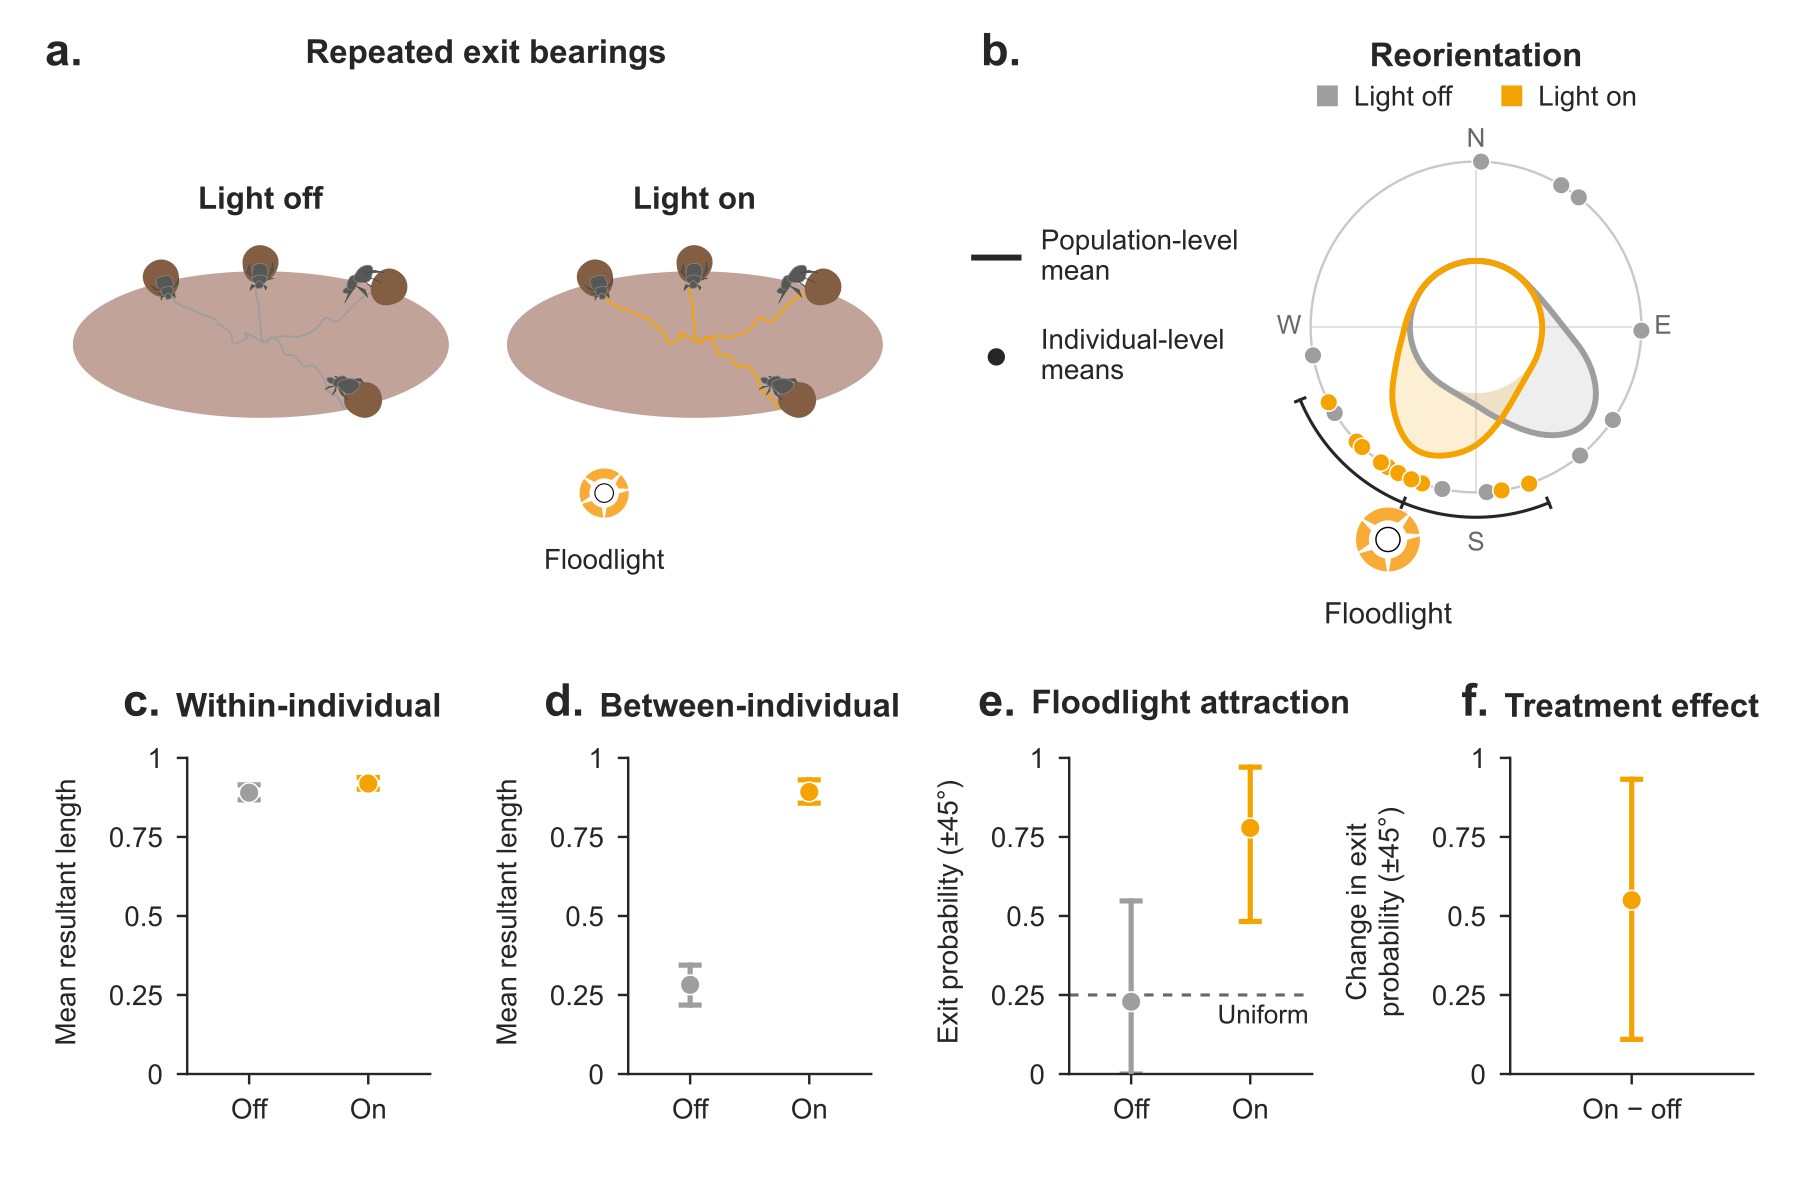 a.
Repeated exit bearings
Light off
Light on
Floodlight
b.
Reorientation
Light off
Light on
Population-level
mean
Individual-level
means
N
W
E
S
Floodlight
c. Within-individual
Mean resultant length
1
0.75
0.5
0.25
0
Off
On
d. Between-individual
Mean resultant length
1
0.75
0.5
0.25
0
Off
On
e. Floodlight attraction
Exit probability (±45°)
1
0.75
0.5
0.25
0
Uniform
Off
On
f. Treatment effect
Change in exit
probability (±45°)
1
0.75
0.5
0.25
0
On − off